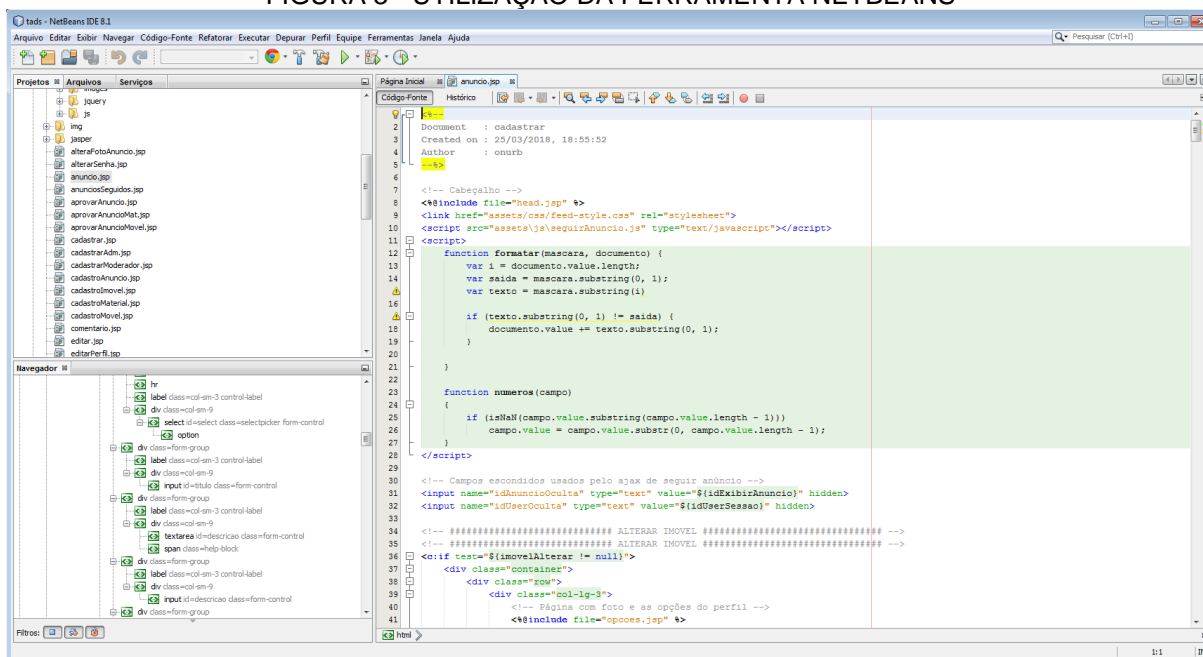 FIGURA 8 - UTILIZAÇÃO DA FERRAMENTA NETBEANS
tads - NetBeans IDE 8.1
Arquivo Editar Exibir Navegar Código-Fonte Refatorar Executar Depurar Perfil Equipe Ferramentas Janela Ajuda
Pesquisar (Ctrl+I)
Projetos Arquivos Serviços
images
jquery
js
img
jasper
alteraFotoAnuncio.jsp
alterarSenha.jsp
anuncio.jsp
anunciosSeguidos.jsp
aprovarAnuncio.jsp
aprovarAnuncioMat.jsp
aprovarAnuncioMovel.jsp
cadastrar.jsp
cadastrarAdm.jsp
cadastrarModerador.jsp
cadastroAnuncio.jsp
cadastroImovel.jsp
cadastroMaterial.jsp
cadastroMovel.jsp
comentario.jsp
editar.jsp
editarPerfil.jsp
Navegador
hr
label class=col-sm-3 control-label
div class=col-sm-9
select id=select class=selectpicker form-control
option
div class=form-group
label class=col-sm-3 control-label
div class=col-sm-9
input id=titulo class=form-control
div class=form-group
label class=col-sm-3 control-label
div class=col-sm-9
textarea id=descricao class=form-control
span class=help-block
div class=form-group
label class=col-sm-3 control-label
div class=col-sm-9
input id=descricao class=form-control
div class=form-group
Filtros:
Página Inicial anuncio.jsp
Código-Fonte Histórico
1 <%--
2 Document : cadastrar
3 Created on : 25/03/2018, 18:55:52
4 Author : onurb
5 --%>
6
7 <!-- Cabeçalho -->
8 <%@include file="head.jsp" %>
9 <link href="assets/css/feed-style.css" rel="stylesheet">
10 <script src="assets\js\seguirAnuncio.js" type="text/javascript"></script>
11 <script>
12 function formatar(mascara, documento) {
13 var i = documento.value.length;
14 var saida = mascara.substring(0, 1);
var texto = mascara.substring(i)
16
if (texto.substring(0, 1) != saida) {
18 documento.value += texto.substring(0, 1);
19 }
20
21 }
22
23 function numeros(campo)
24 {
25 if (isNaN(campo.value.substring(campo.value.length - 1)))
26 campo.value = campo.value.substr(0, campo.value.length - 1);
27 }
28 </script>
29
30 <!-- Campos escondidos usados pelo ajax de seguir anúncio -->
31 <input name="idAnuncioOculta" type="text" value="${idExibirAnuncio}" hidden>
32 <input name="idUserOculta" type="text" value="${idUserSessao}" hidden>
33
34 <!-- ############################ ALTERAR IMOVEL ############################### -->
35 <!-- ############################ ALTERAR IMOVEL ############################### -->
36 <c:if test="${imovelAlterar != null}">
37 <div class="container">
38 <div class="row">
39 <div class="col-lg-3">
40 <!-- Página com foto e as opções do perfil -->
41 <%@include file="opcoes.jsp" %>
html
1:1